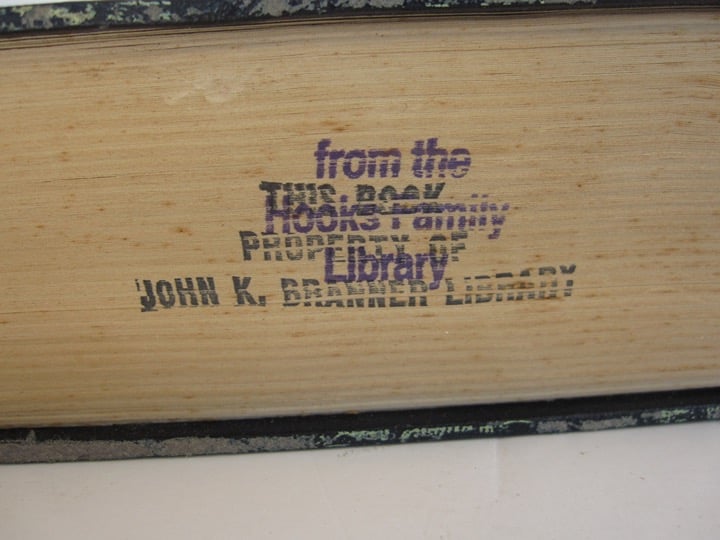 from the
THIS BOOK
Hooks Family
PROPERTY OF
Library
JOHN K. BRANNER LIBRARY